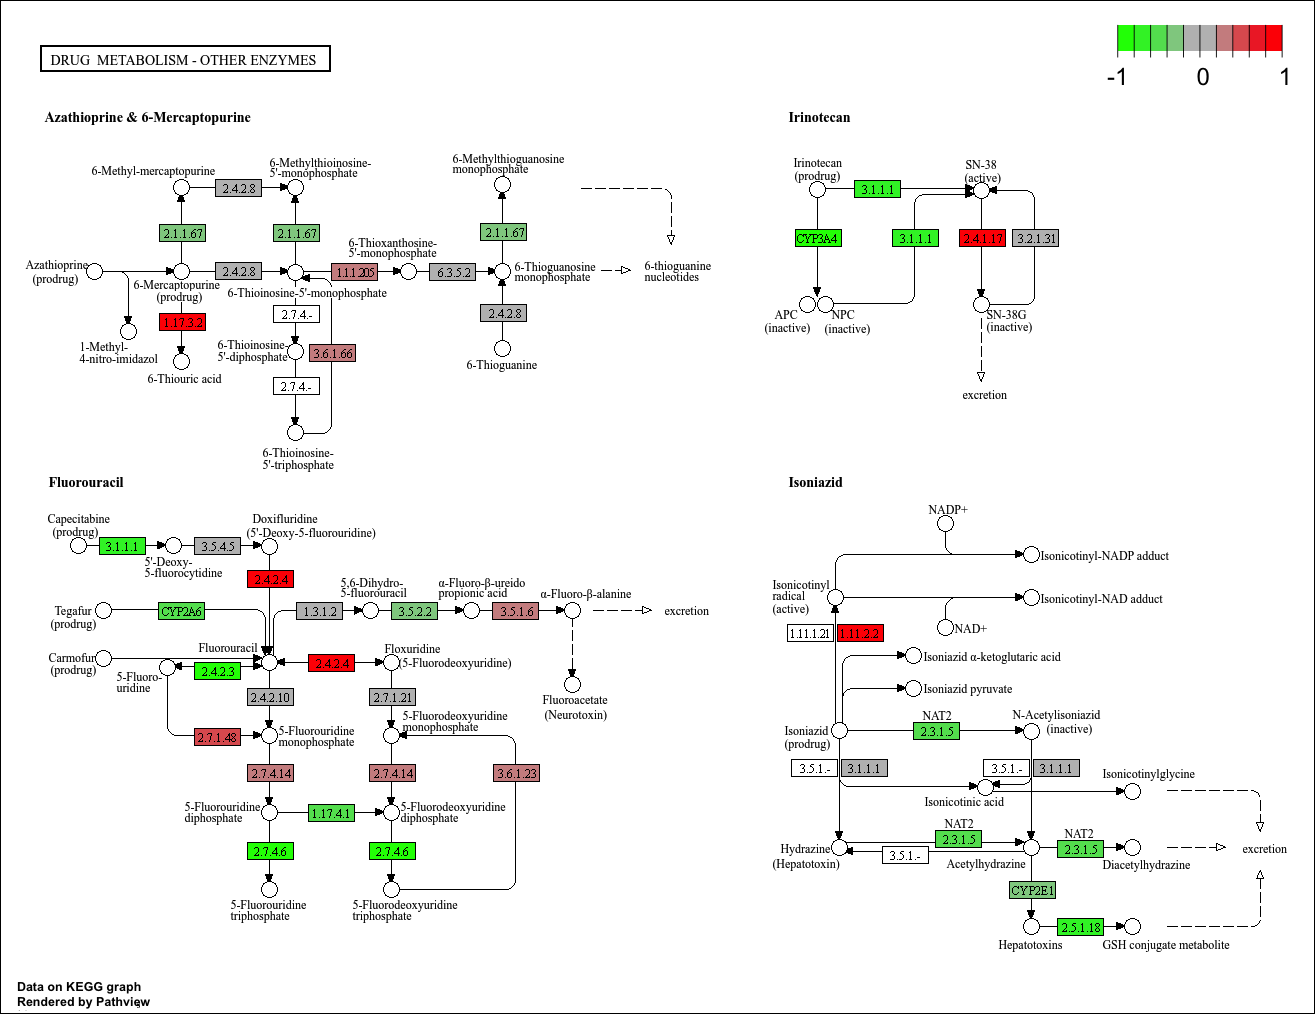 DRUG METABOLISM - OTHER ENZYMES
-1
0
1
Azathioprine & 6-Mercaptopurine
6-Methyl-mercaptopurine
2.4.2.8
6-Methylthioinosine-
5'-monophosphate
6-Methylthioguanosine
monophosphate
2.1.1.67
2.1.1.67
2.1.1.67
6-Thioxanthosine-
5'-monophosphate
Azathioprine
(prodrug)
2.4.2.8
1.1.1.205
6.3.5.2
6-Thioguanosine
monophosphate
6-thioguanine
nucleotides
6-Mercaptopurine
(prodrug)
6-Thioinosine-5'-monophosphate
1.17.3.2
2.7.4.-
2.4.2.8
1-Methyl-
4-nitro-imidazol
6-Thioinosine-
5'-diphosphate
3.6.1.66
6-Thioguanine
6-Thiouric acid
2.7.4.-
6-Thioinosine-
5'-triphosphate
Irinotecan
Irinotecan
(prodrug)
3.1.1.1
SN-38
(active)
CYP3A4
3.1.1.1
2.4.1.17
3.2.1.31
APC
(inactive)
NPC
(inactive)
SN-38G
(inactive)
excretion
Fluorouracil
Capecitabine
(prodrug)
3.1.1.1
3.5.4.5
Doxifluridine
(5'-Deoxy-5-fluorouridine)
5'-Deoxy-
5-fluorocytidine
2.4.2.4
Tegafur
(prodrug)
CYP2A6
1.3.1.2
5,6-Dihydro-
5-fluorouracil
3.5.2.2
α-Fluoro-β-ureido
propionic acid
3.5.1.6
α-Fluoro-β-alanine
excretion
Carmofur
(prodrug)
Fluorouracil
5-Fluoro-
uridine
2.4.2.3
2.4.2.4
Floxuridine
(5-Fluorodeoxyuridine)
2.4.2.10
2.7.1.21
Fluoroacetate
(Neurotoxin)
2.7.1.48
5-Fluorouridine
monophosphate
5-Fluorodeoxyuridine
monophosphate
2.7.4.14
2.7.4.14
3.6.1.23
5-Fluorouridine
diphosphate
1.17.4.1
5-Fluorodeoxyuridine
diphosphate
2.7.4.6
2.7.4.6
5-Fluorouridine
triphosphate
5-Fluorodeoxyuridine
triphosphate
Isoniazid
NADP+
Isonicotinyl-NADP adduct
Isonicotinyl
radical
(active)
Isonicotinyl-NAD adduct
NAD+
1.11.1.21
1.11.2.2
Isoniazid α-ketoglutaric acid
Isoniazid pyruvate
Isoniazid
(prodrug)
NAT2
2.3.1.5
N-Acetylisoniazid
(inactive)
3.5.1.-
3.1.1.1
3.5.1.-
3.1.1.1
Isonicotinic acid
Isonicotinylglycine
NAT2
2.3.1.5
Hydrazine
(Hepatotoxin)
3.5.1.-
Acetylhydrazine
NAT2
2.3.1.5
Diacetylhydrazine
excretion
CYP2E1
Hepatotoxins
2.5.1.18
GSH conjugate metabolite
Data on KEGG graph
Rendered by Pathview